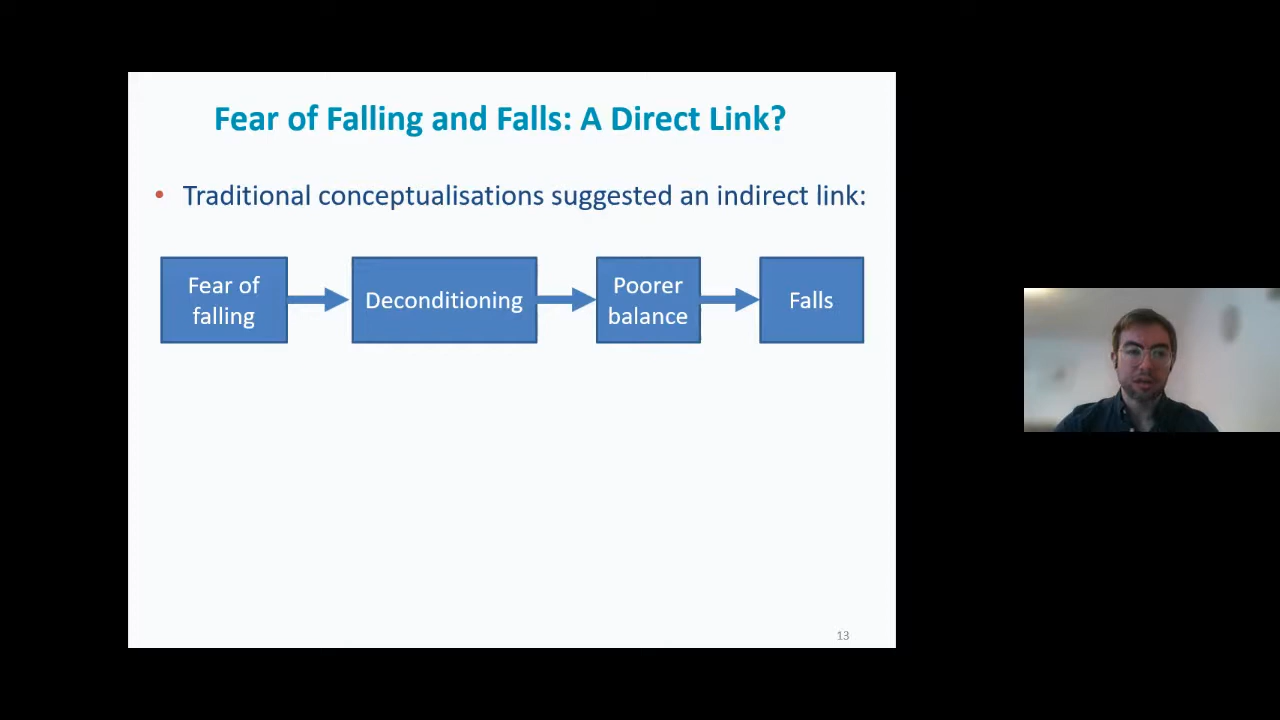 Fear of Falling and Falls: A Direct Link?
• Traditional conceptualisations suggested an indirect link:
Fear of
falling
Deconditioning
Poorer
balance
Falls
13